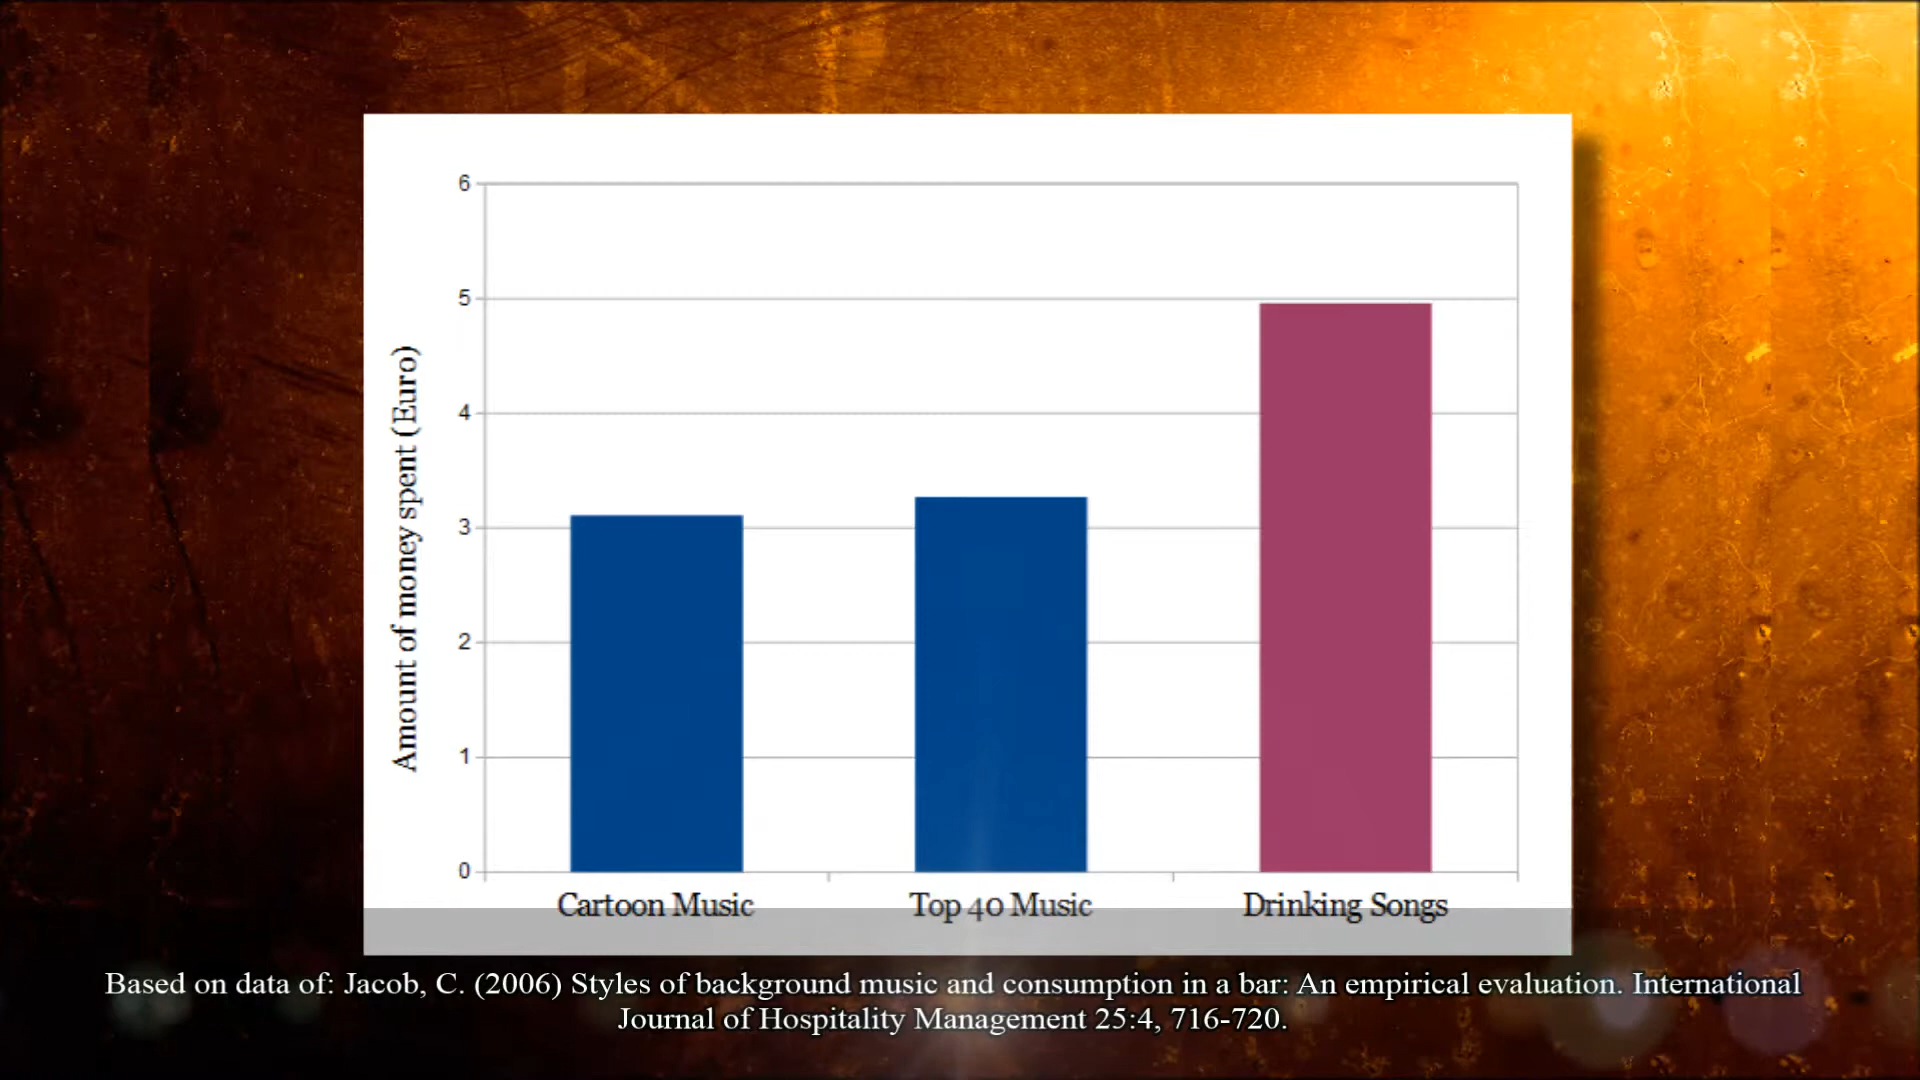 6
5
4
3
2
1
0
Amount of money spent (Euro)
Cartoon Music
Top 40 Music
Drinking Songs
Based on data of: Jacob, C. (2006) Styles of background music and consumption in a bar: An empirical evaluation. International
Journal of Hospitality Management 25:4, 716-720.